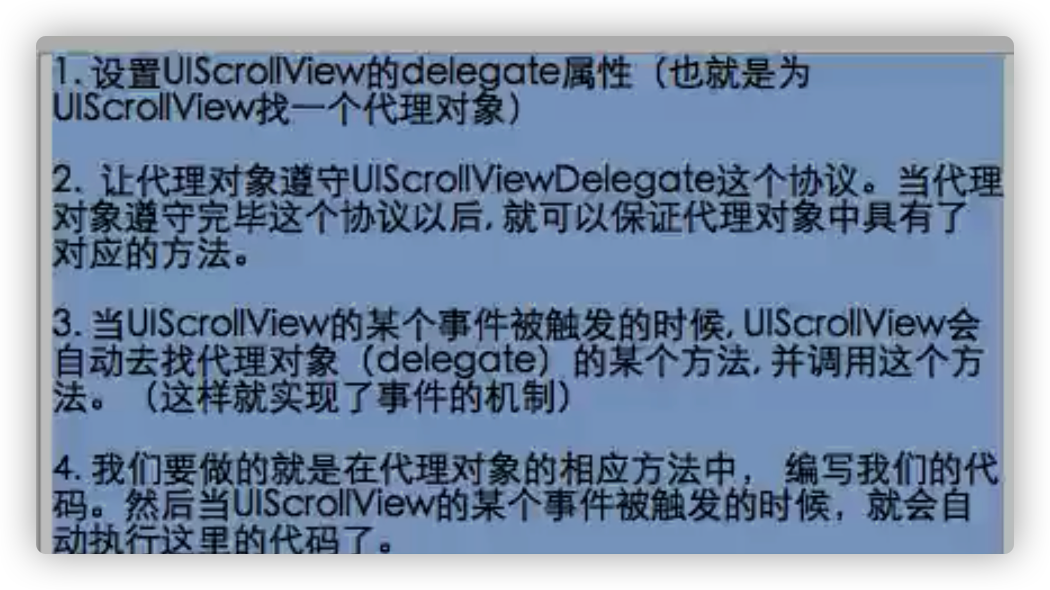 1. 设置UIScrollView的delegate属性（也就是为
UIScrollView找一个代理对象）
2. 让代理对象遵守UIScrollViewDelegate这个协议。当代理
对象遵守完毕这个协议以后, 就可以保证代理对象中具有了
对应的方法。
3. 当UIScrollView的某个事件被触发的时候, UIScrollView会
自动去找代理对象（delegate）的某个方法, 并调用这个方
法。（这样就实现了事件的机制）
4. 我们要做的就是在代理对象的相应方法中， 编写我们的代
码。然后当UIScrollView的某个事件被触发的时候，就会自
动执行这里的代码了。